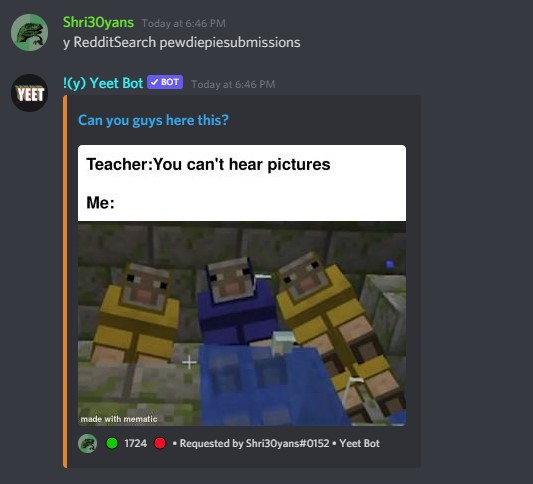 Shri30yans Today at 6:46 PM
y RedditSearch pewdiepiesubmissions
YEET
!(y) Yeet Bot ✓ BOT Today at 6:46 PM
Can you guys here this?
Teacher:You can't hear pictures
Me:
made with mematic
1724 • Requested by Shri30yans#0152 • Yeet Bot